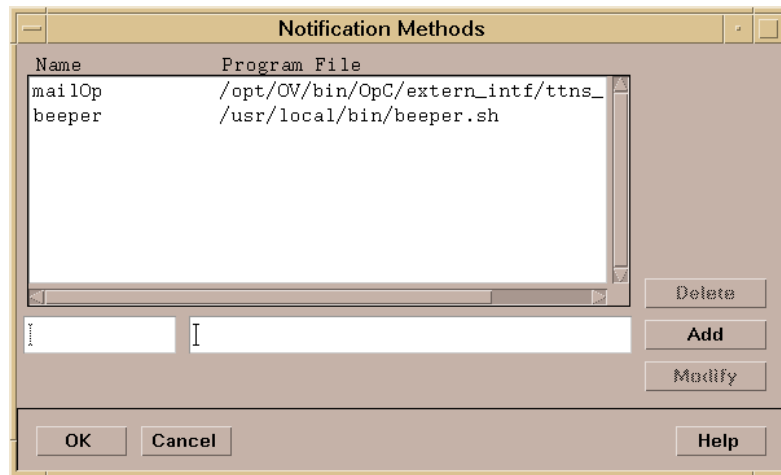 Notification Methods
Name Program File
mailOp /opt/OV/bin/OpC/extern_intf/ttns_
beeper /usr/local/bin/beeper.sh
Delete
Add
Modify
OK Cancel Help